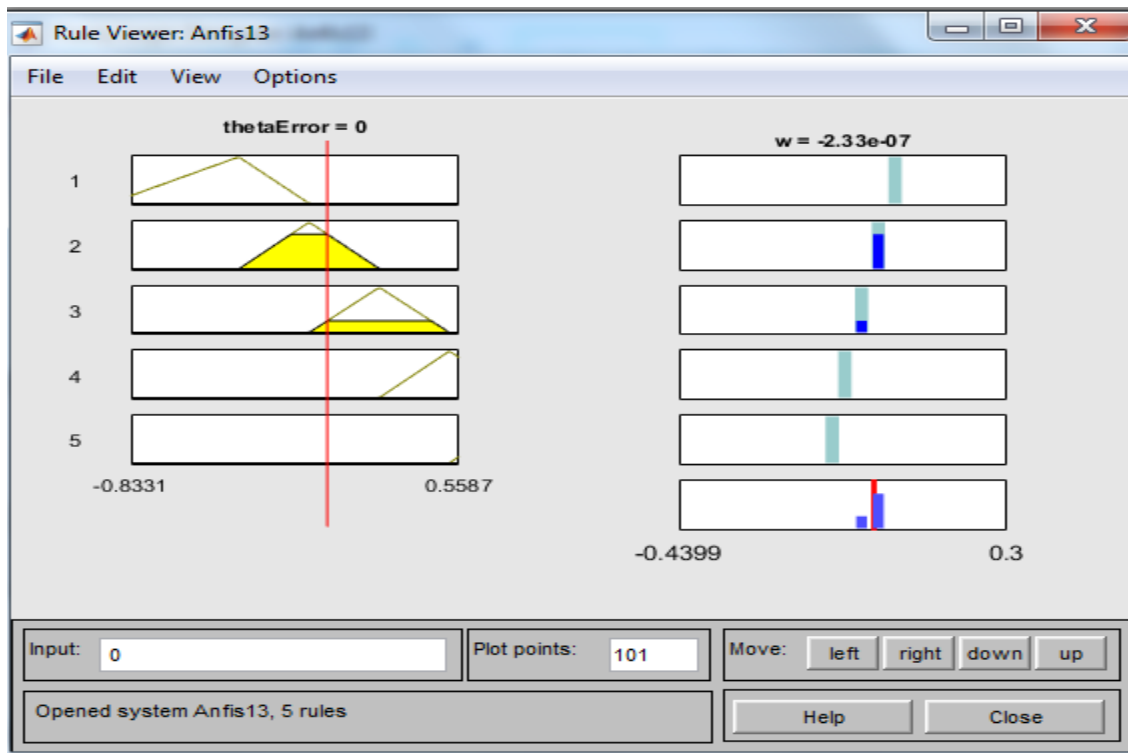 Rule Viewer: Anfis13
File Edit View Options
thetaError = 0
w = -2.33e-07
1
2
3
4
5
-0.8331 0.5587
-0.4399 0.3
Input: 0 Plot points: 101 Move: left right down up
Opened system Anfis13, 5 rules
Help Close